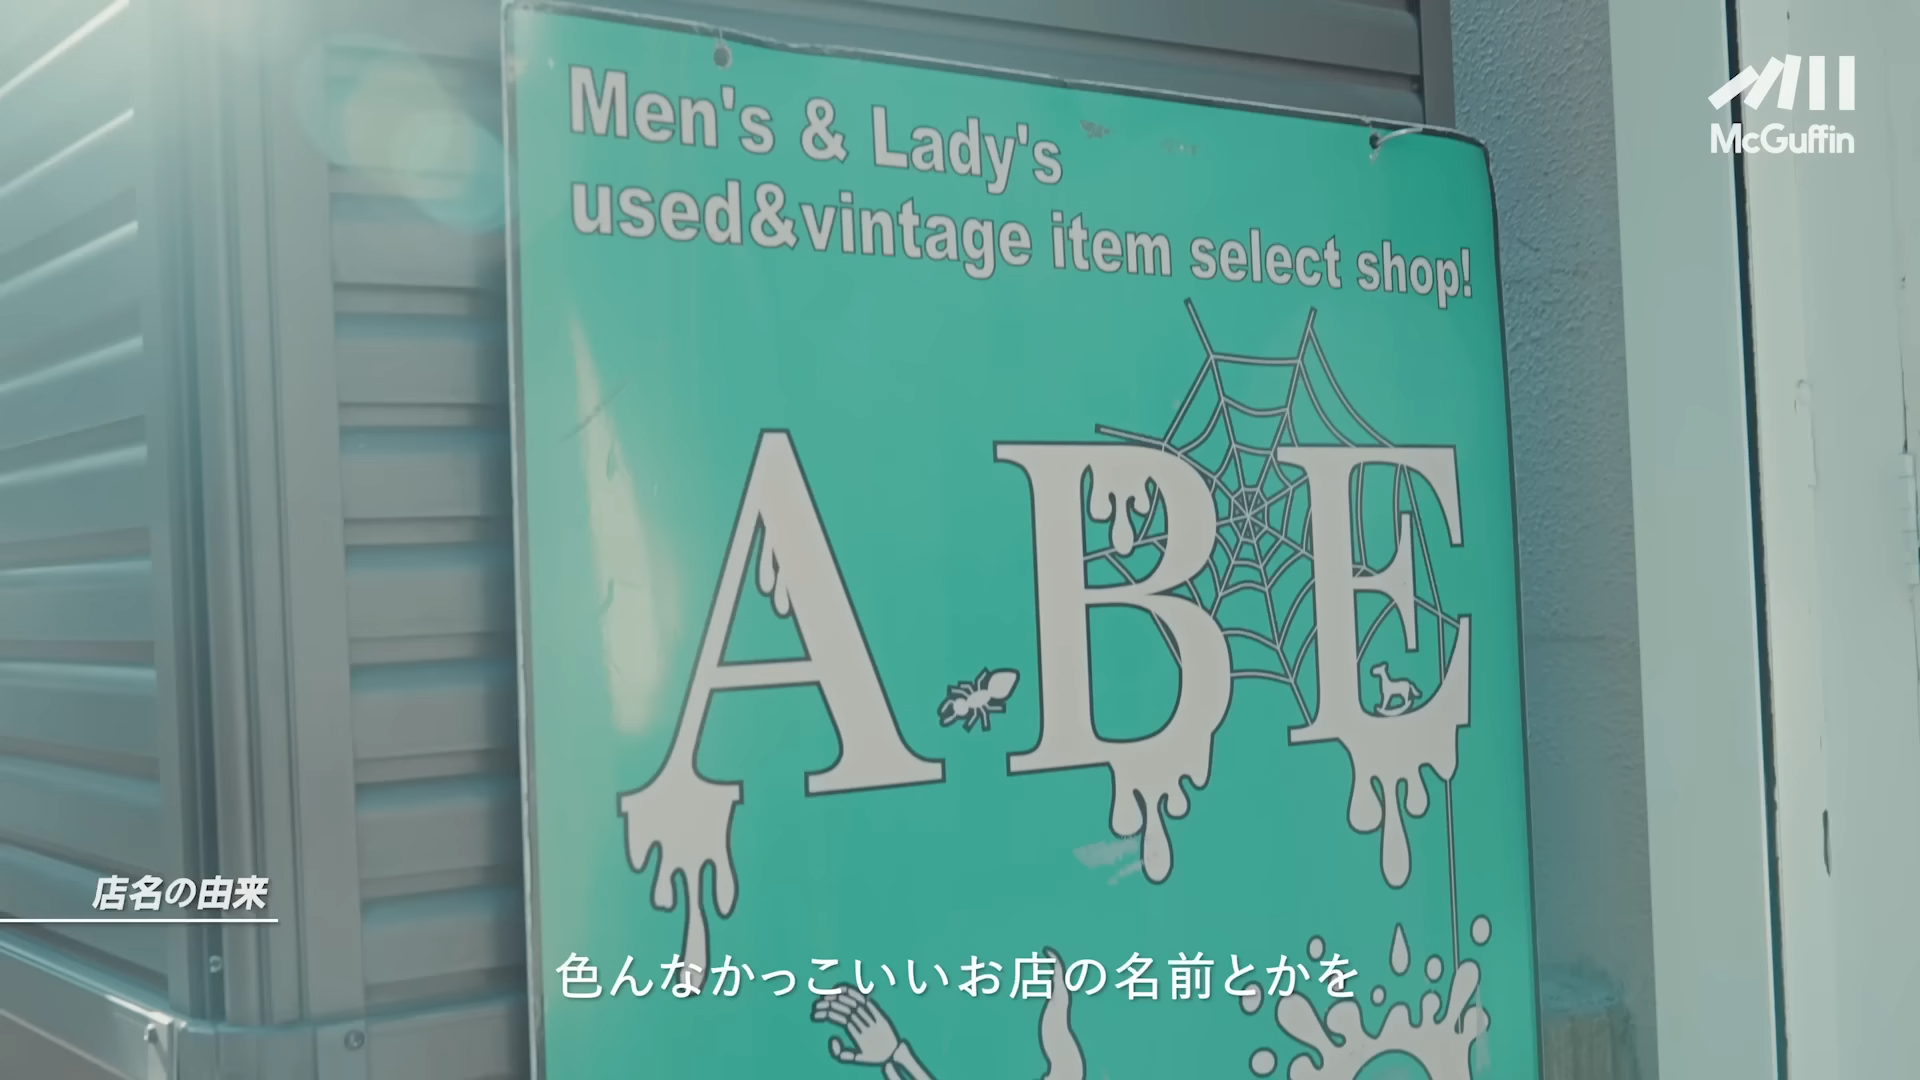 Men's & Lady's
used&vintage item select shop!
McGuffin
A BE
店名の由来
色んなかっこいいお店の名前とかを